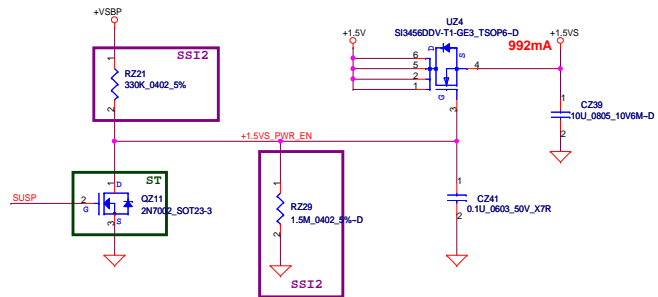 +VSBP
SSI2
1
RZ21
330K_0402_5%
2
+1.5VS_PWR_EN
ST
1
D
SUSP
2
G
QZ11
2N7002_SOT23-3
S
3
1
RZ29
1.5M_0402_5%~D
2
SSI2
UZ4
SI3456DDV-T1-GE3_TSOP6~D
+1.5V
992mA
+1.5VS
D
S
6
5
2
1
4
G
3
1
CZ39
10U_0805_10V6M~D
2
1
CZ41
0.1U_0603_50V_X7R
2